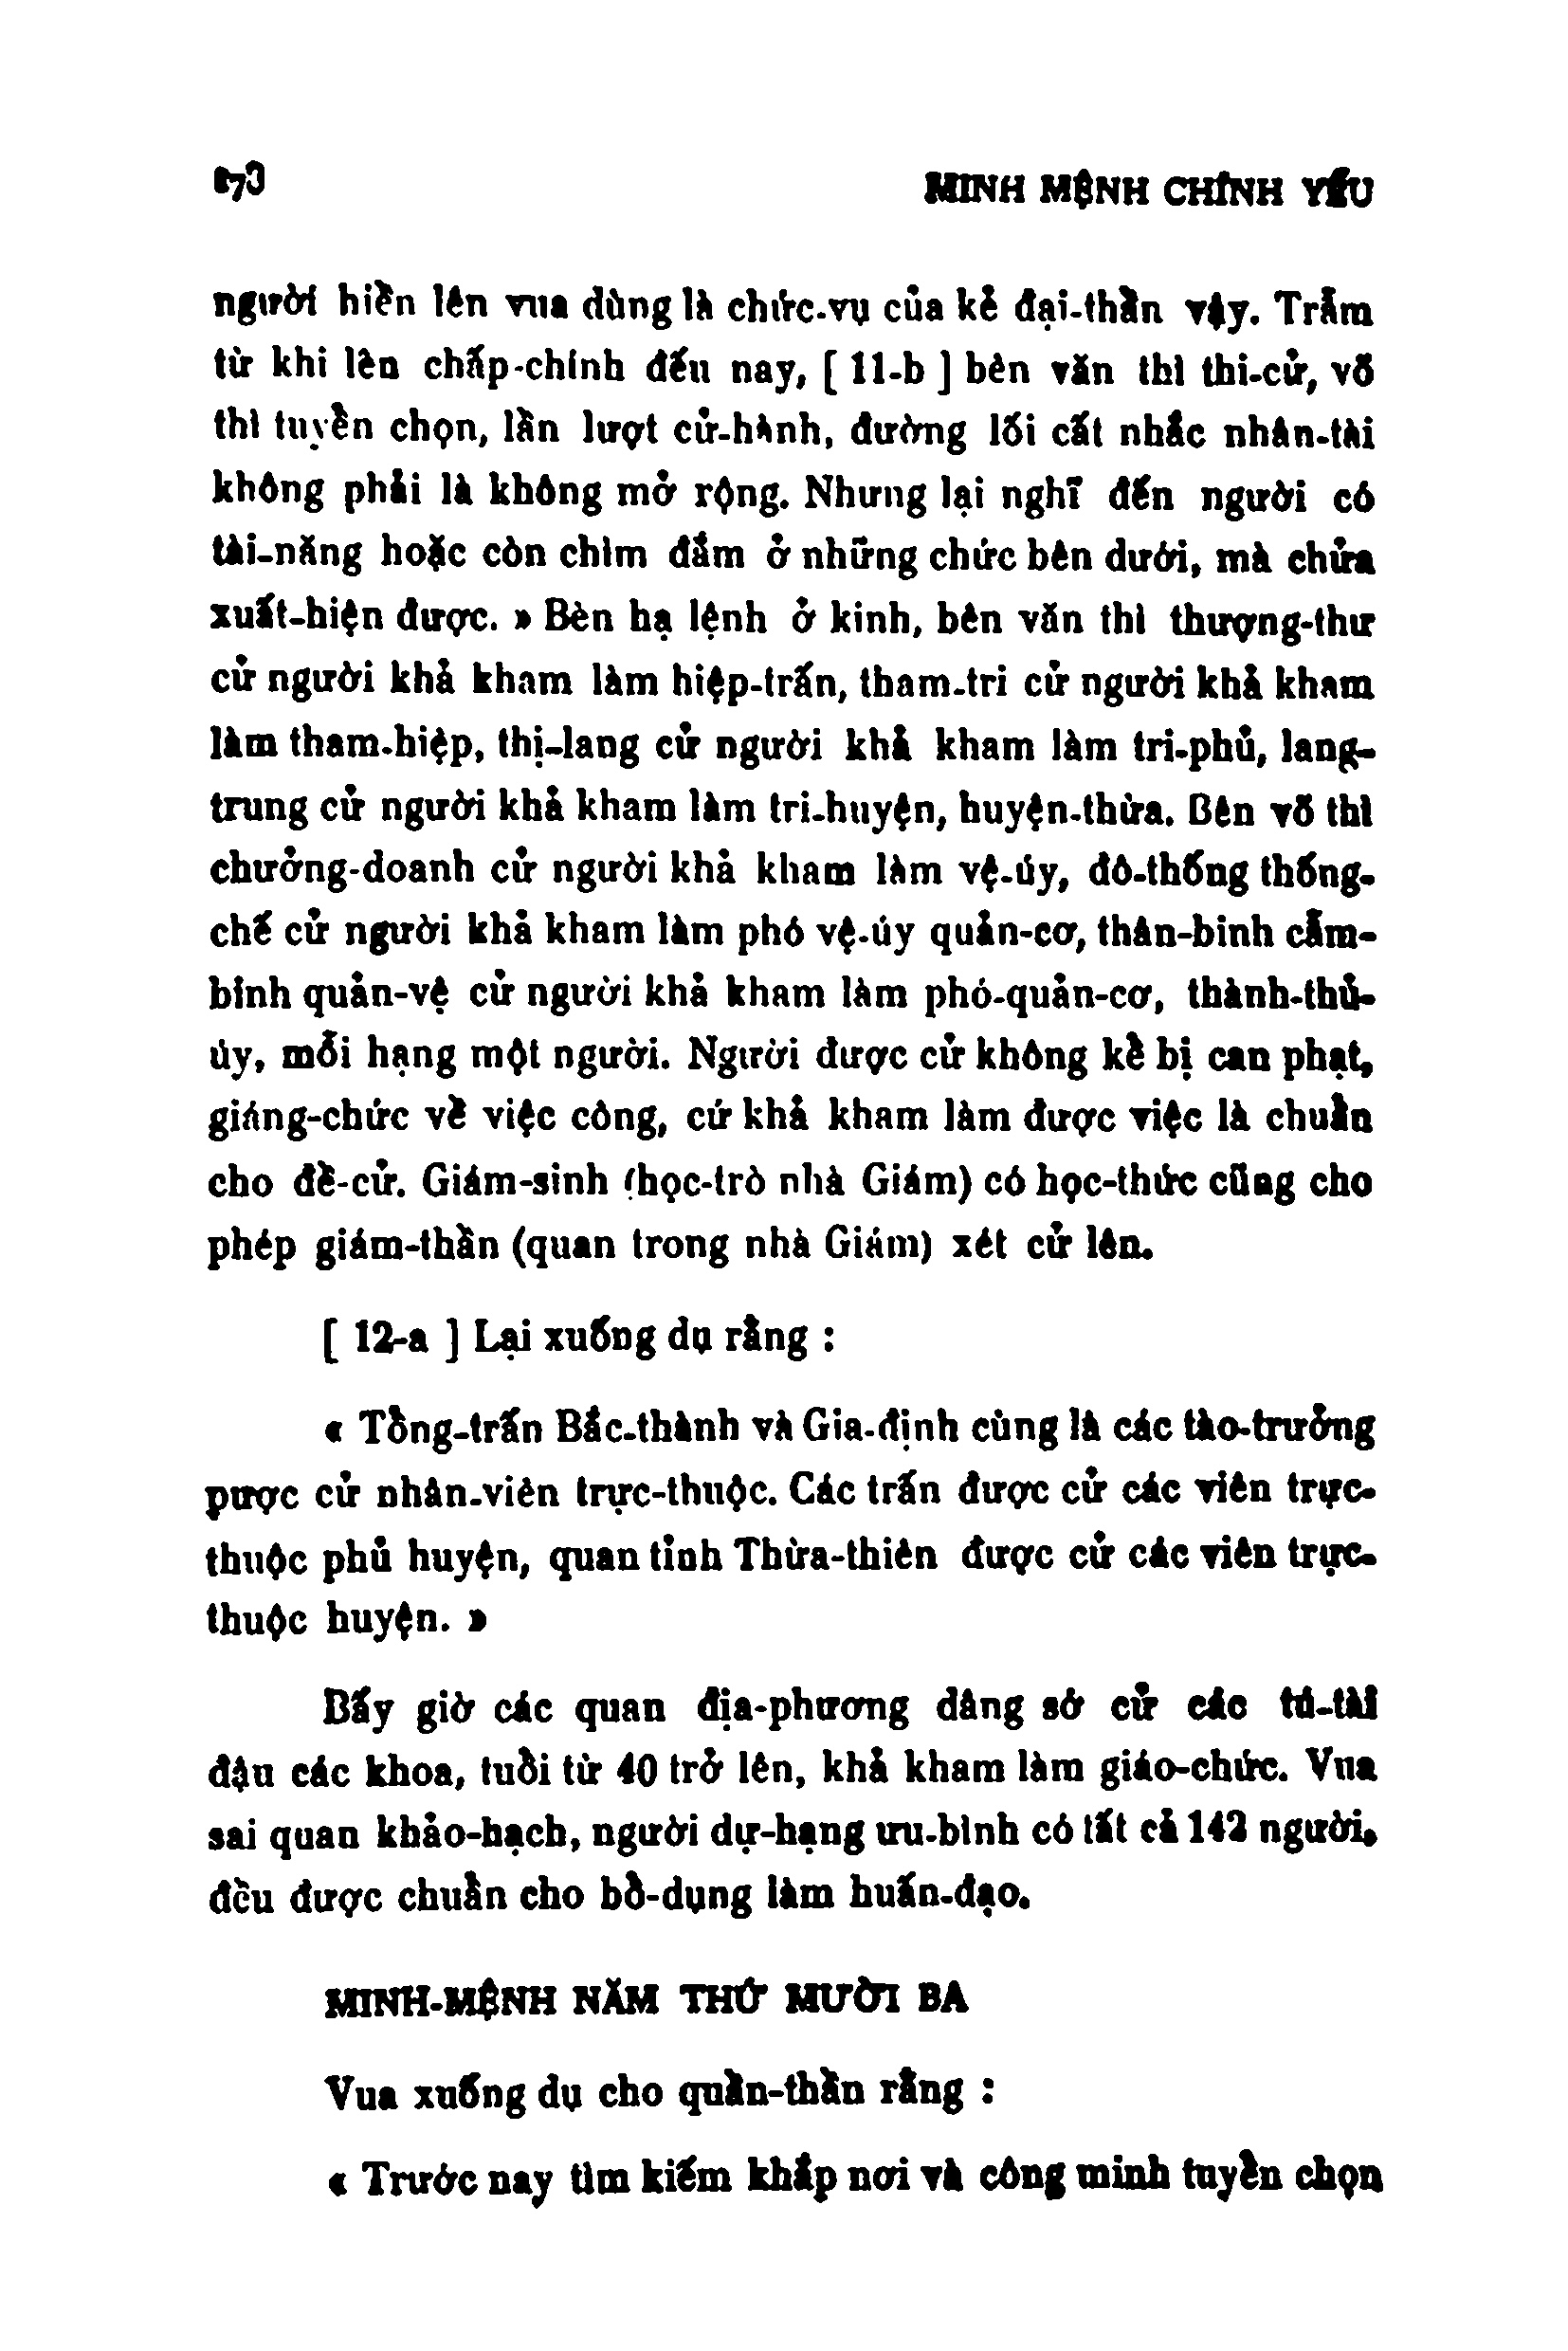 MINH MỆNH CHÍNH YẾU
người hiền lên vua dùng là chức-vụ của kẻ đại-thần vậy. Trẫm
từ khi lên chấp-chính đến nay, [ 11-b ] bên văn thì thi-cử, võ
thì tuyển chọn, lần lượt cử-hành, đường lối cất nhắc nhân-tài
không phải là không mở rộng. Nhưng lại nghĩ đến người có
tài-năng hoặc còn chìm đắm ở những chức bên dưới, mà chửa
xuất-hiện được. » Bèn hạ lệnh ở kinh, bên văn thì thượng-thư
cử người khả kham làm hiệp-trấn, tham-tri cử người khả kham
làm tham-hiệp, thị-lang cử người khả kham làm tri-phủ, lang-
trung cử người khả kham làm tri-huyện, huyện-thừa. Bên võ thì
chưởng-doanh cử người khả kham làm vệ-úy, đô-thống thống-
chế cử người khả kham làm phó vệ-úy quản-cơ, thân-binh cấm-
binh quản-vệ cử người khả kham làm phó-quản-cơ, thành-thủ-
úy, mỗi hạng một người. Người được cử không kể bị can phạt,
giáng-chức về việc công, cứ khả kham làm được việc là chuẩn
cho đề-cử. Giám-sinh (học-trò nhà Giám) có học-thức cũng cho
phép giám-thần (quan trong nhà Giám) xét cử lên.
[ 12-a ] Lại xuống dụ rằng :
« Tổng-trấn Bắc-thành và Gia-định cùng là các tào-trưởng
pược cử nhân-viên trực-thuộc. Các trấn được cử các viên trực-
thuộc phủ huyện, quan tỉnh Thừa-thiên được cử các viên trực-
thuộc huyện. »
Bấy giờ các quan địa-phương dâng sớ cử các tú-tài
đậu các khoa, tuổi từ 40 trở lên, khả kham làm giáo-chức. Vua
sai quan khảo-hạch, người dự-hạng ưu-bình có tất cả 142 người,
đều được chuẩn cho bổ-dụng làm huấn-đạo.
MINH-MỆNH NĂM THỨ MƯỜI BA
Vua xuống dụ cho quần-thần rằng :
« Trước nay tìm kiếm khắp nơi và công minh tuyển chọn